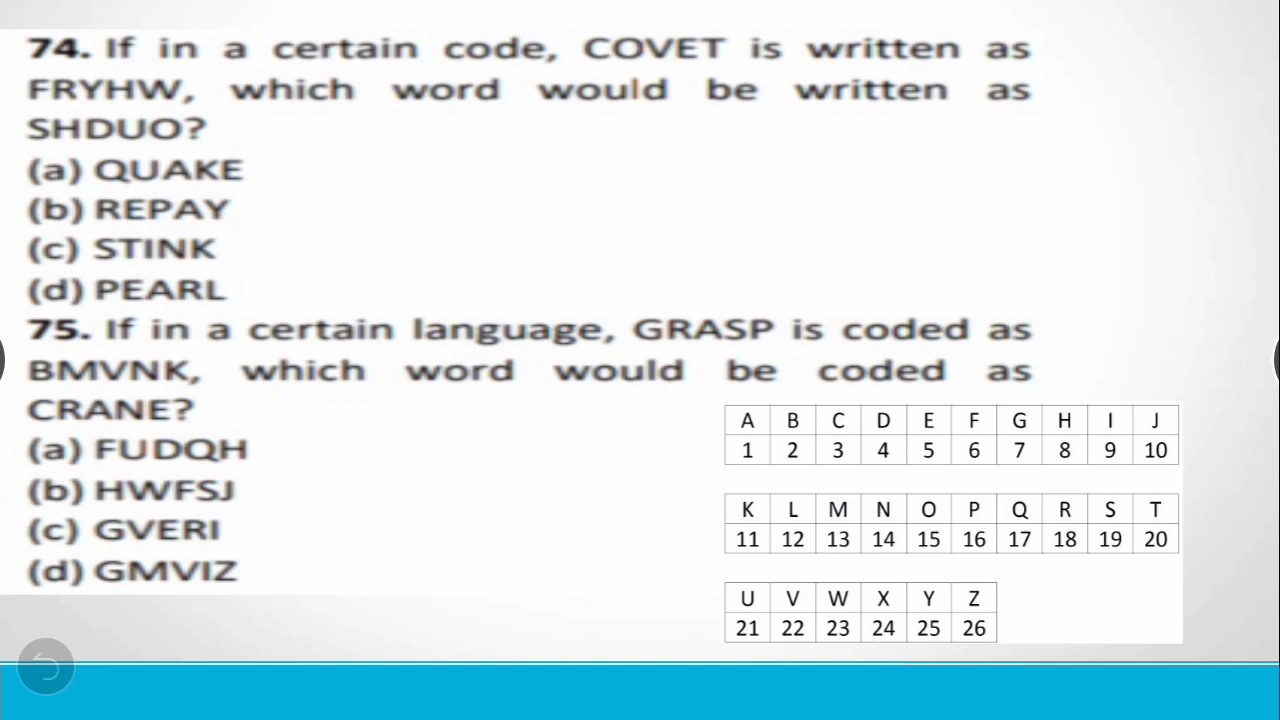 74. If in a certain code, COVET is written as
FRYHW, which word would be written as
SHDUO?
(a) QUAKE
(b) REPAY
(c) STINK
(d) PEARL
75. If in a certain language, GRASP is coded as
BMVNK, which word would be coded as
CRANE?
(a) FUDQH
(b) HWFSJ
(c) GVERI
(d) GMVIZ
A B C D E F G H I J
1 2 3 4 5 6 7 8 9 10
K L M N O P Q R S T
11 12 13 14 15 16 17 18 19 20
U V W X Y Z
21 22 23 24 25 26